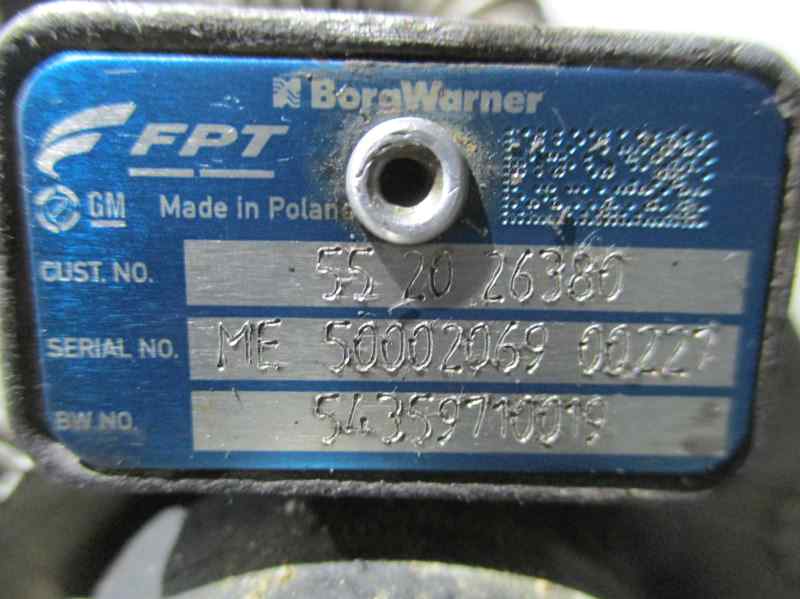 BorgWarner
FPT
GM Made in Poland
CUST. NO. 55 20 26380
SERIAL NO. ME 50002069 00227
BW NO. 54359710019